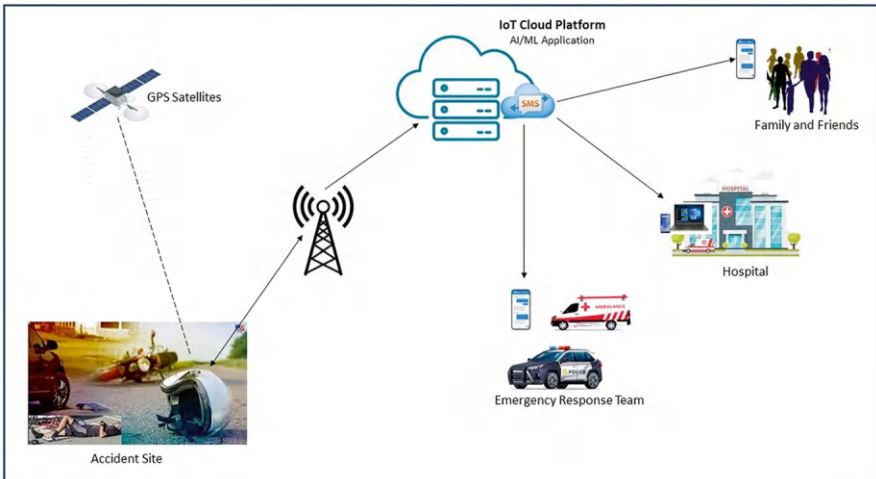 IoT Cloud Platform
AI/ML Application
GPS Satellites
SMS
Family and Friends
HOSPITAL
Hospital
AMBULANCE
POLICE
Emergency Response Team
Accident Site